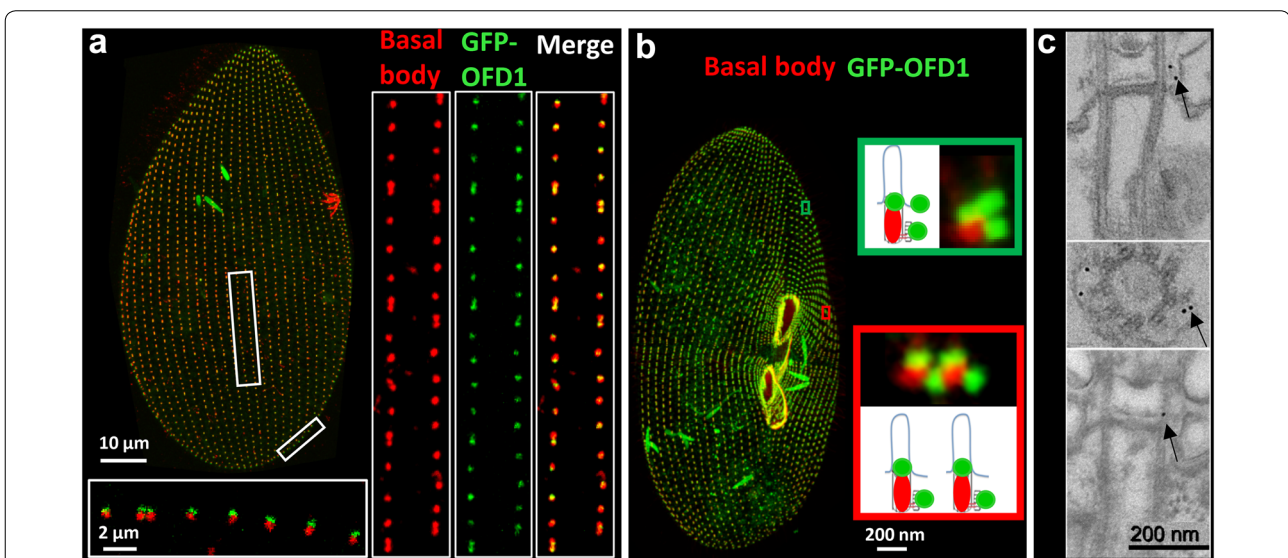 a
Basal
body
GFP-
OFD1
Merge
10 µm
2 µm
b
Basal body GFP-OFD1
200 nm
c
200 nm